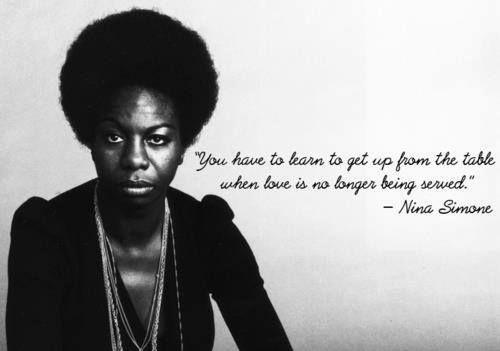 "You have to learn to get up from the table
when love is no longer being served."
– Nina Simone